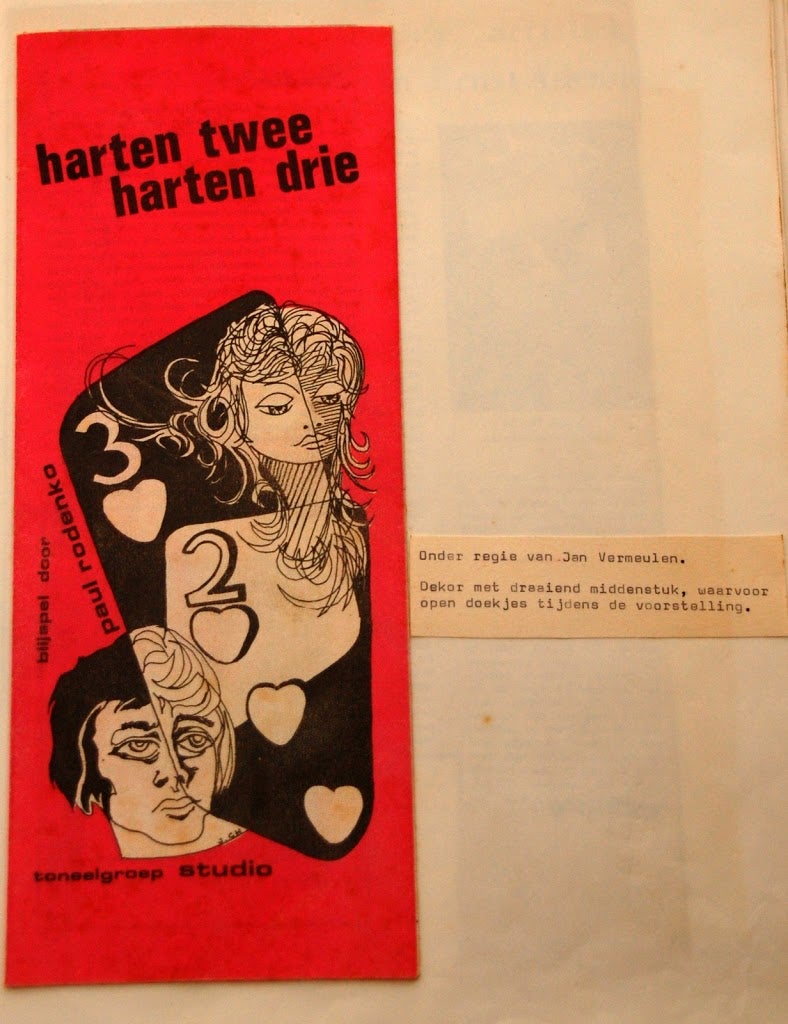 harten twee
harten drie
3
2
blijspel door
paul rodenko
toneelgroep studio
Onder regie van Jan Vermeulen.
Dekor met draaiend middenstuk, waarvoor
open doekjes tijdens de voorstelling.